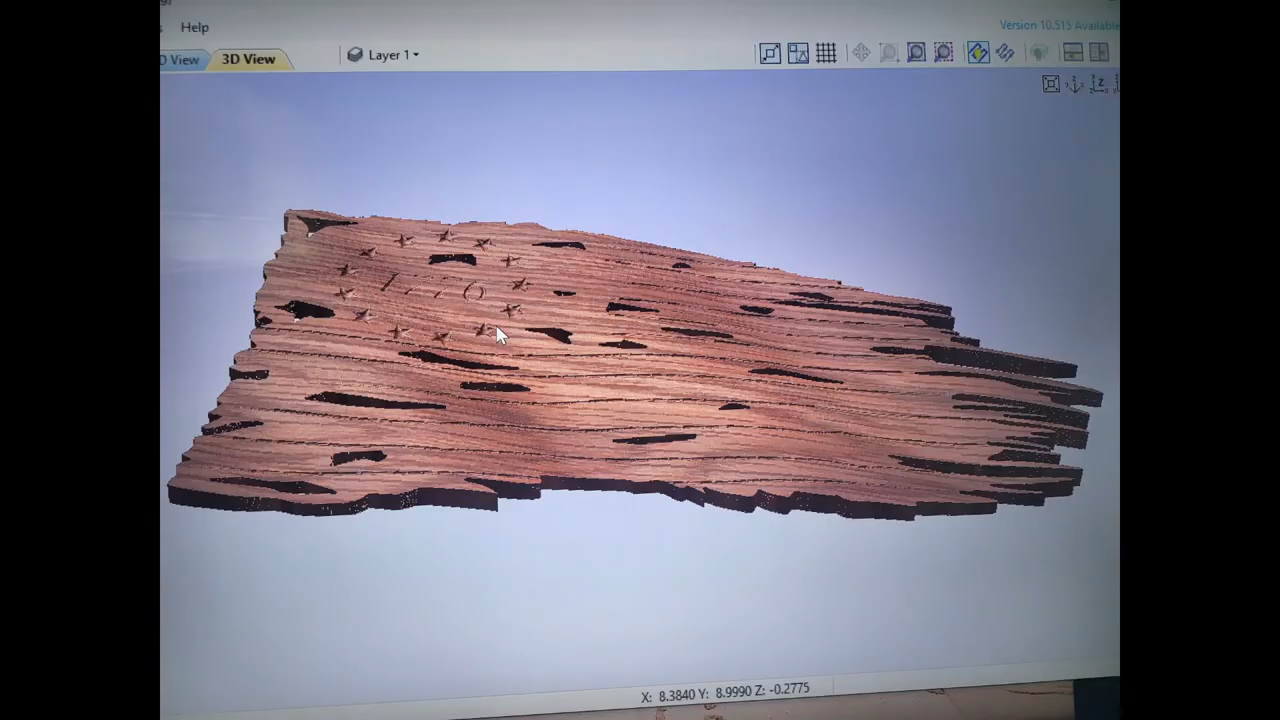 Help
Version 10.515 Available
D View
3D View
Layer 1
X: 8.3840 Y: 8.9990 Z: -0.2775